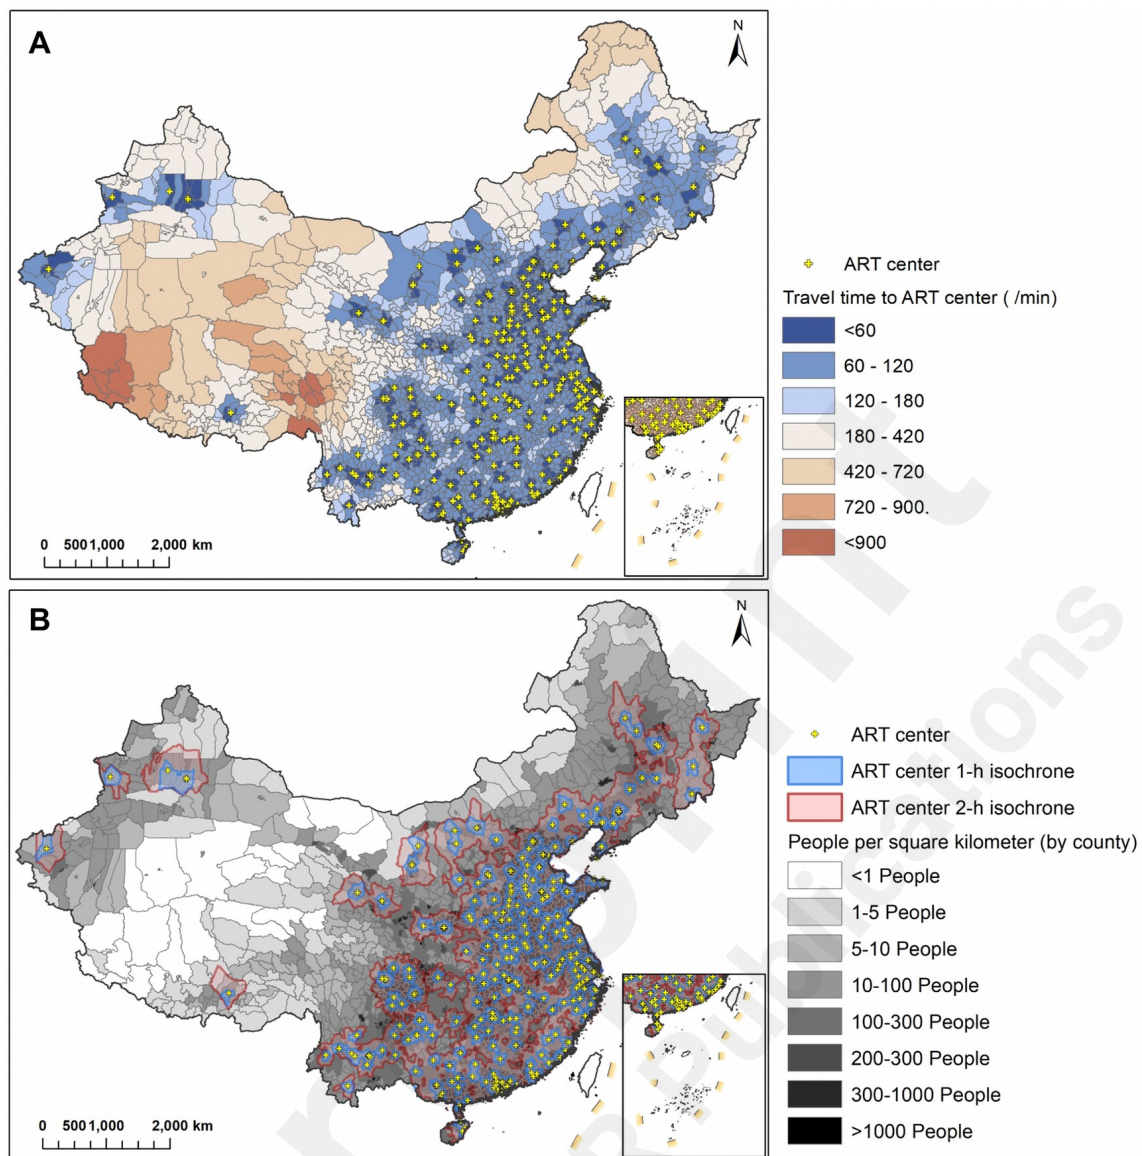 A
N
ART center
Travel time to ART center ( /min)
<60
60 - 120
120 - 180
180 - 420
420 - 720
720 - 900.
<900
0 500 1,000 2,000 km
B
N
ART center
ART center 1-h isochrone
ART center 2-h isochrone
People per square kilometer (by county)
<1 People
1-5 People
5-10 People
10-100 People
100-300 People
200-300 People
300-1000 People
>1000 People
0 500 1,000 2,000 km
Publications